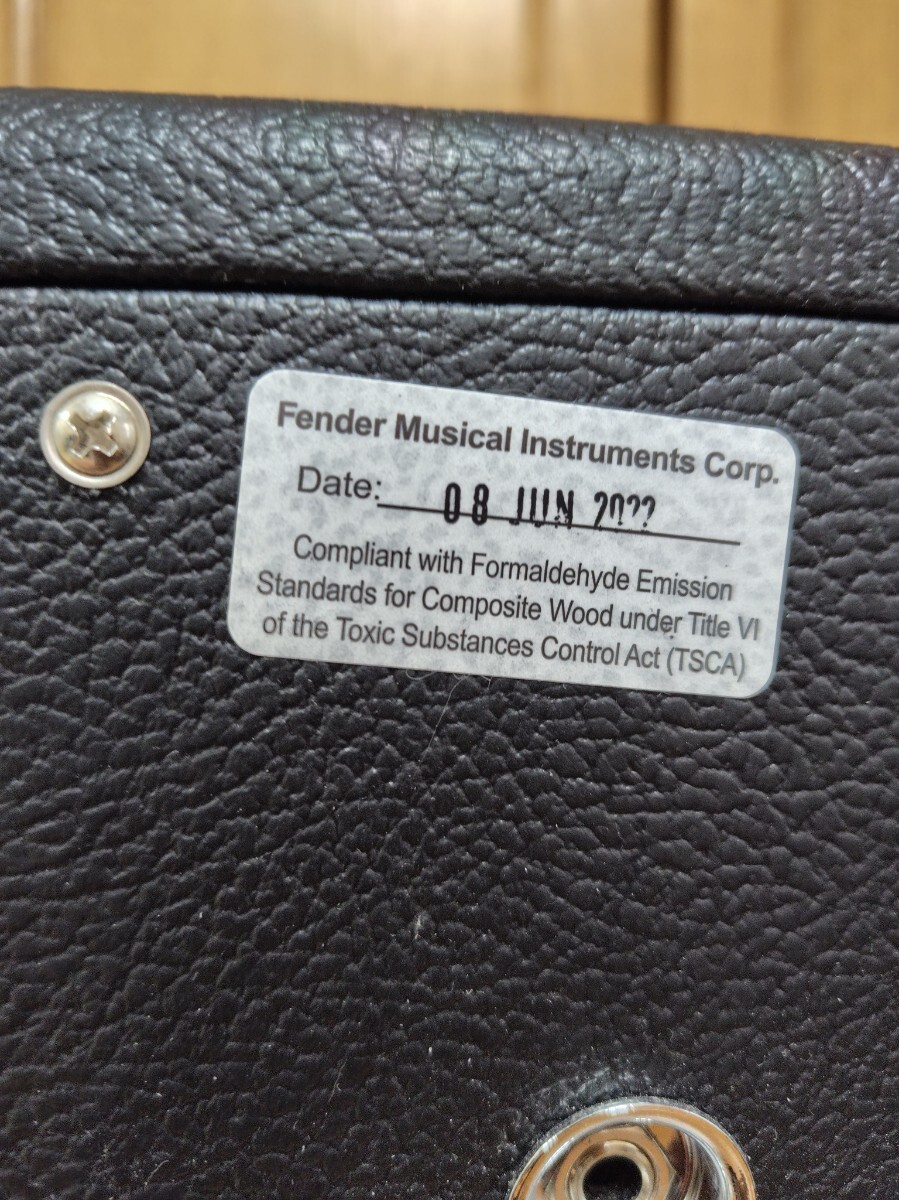 Fender Musical Instruments Corp.
Date: 08 JUN 2022
Compliant with Formaldehyde Emission
Standards for Composite Wood under Title VI
of the Toxic Substances Control Act (TSCA)